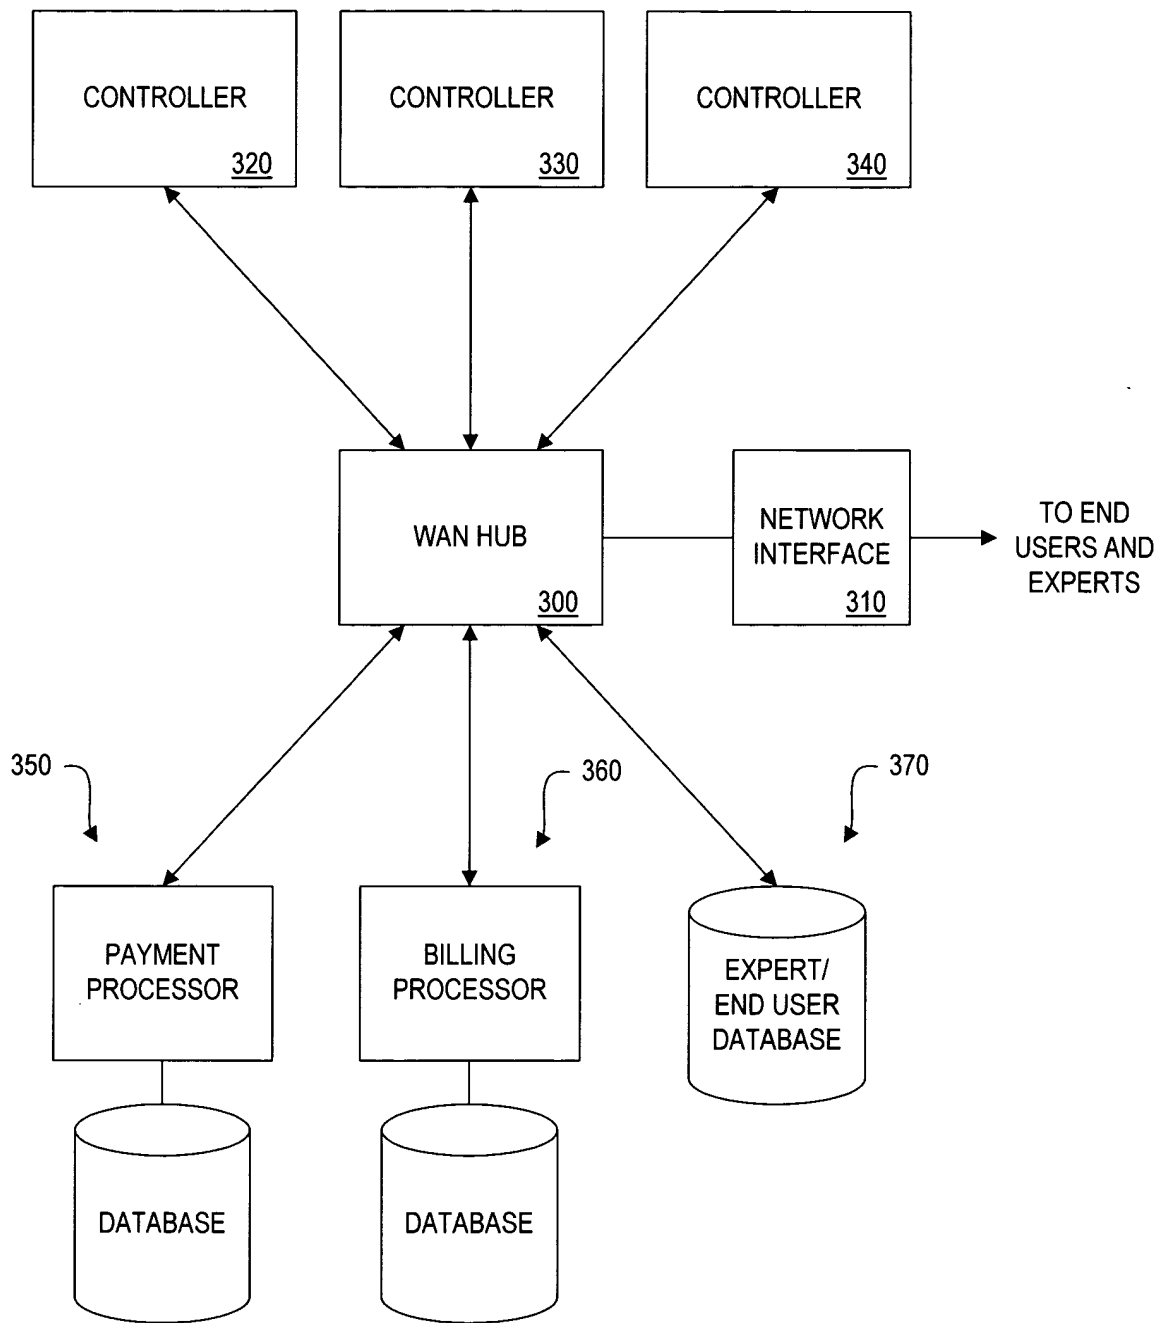 CONTROLLER
320
CONTROLLER
330
CONTROLLER
340
WAN HUB
300
NETWORK
INTERFACE
310
TO END
USERS AND
EXPERTS
350
360
370
PAYMENT
PROCESSOR
BILLING
PROCESSOR
EXPERT/
END USER
DATABASE
DATABASE
DATABASE